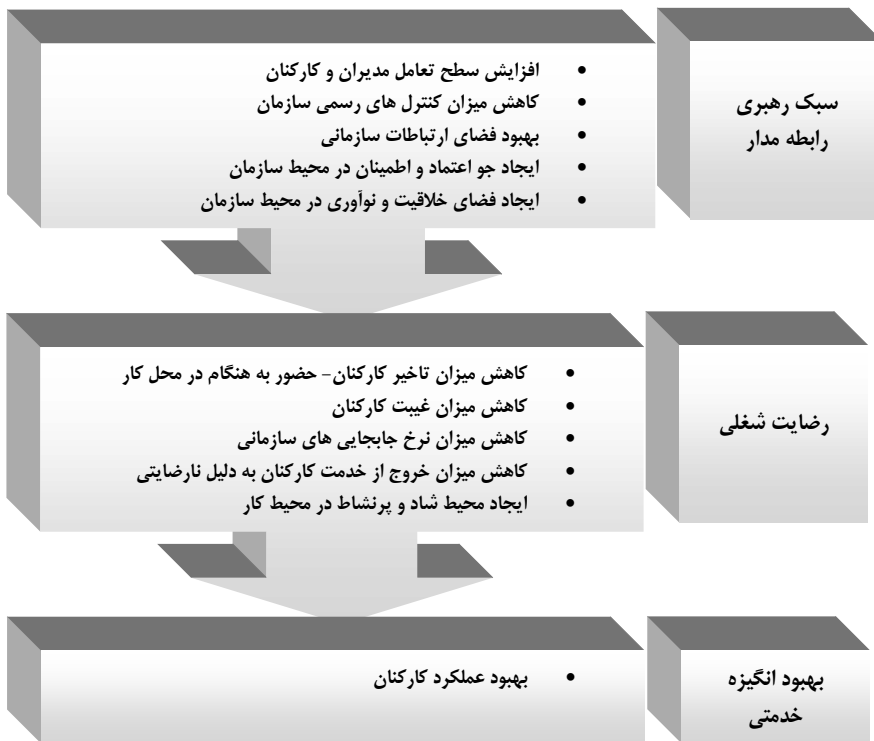 سبک رهبری
رابطه مدار
• افزایش سطح تعامل مدیران و کارکنان
• کاهش میزان کنترل های رسمی سازمان
• بهبود فضای ارتباطات سازمانی
• ایجاد جو اعتماد و اطمینان در محیط سازمان
• ایجاد فضای خلاقیت و نوآوری در محیط سازمان
رضایت شغلی
• کاهش میزان تاخیر کارکنان- حضور به هنگام در محل کار
• کاهش میزان غیبت کارکنان
• کاهش میزان نرخ جابجایی های سازمانی
• کاهش میزان خروج از خدمت کارکنان به دلیل نارضایتی
• ایجاد محیط شاد و پرنشاط در محیط کار
بهبود انگیزه
خدمتی
• بهبود عملکرد کارکنان